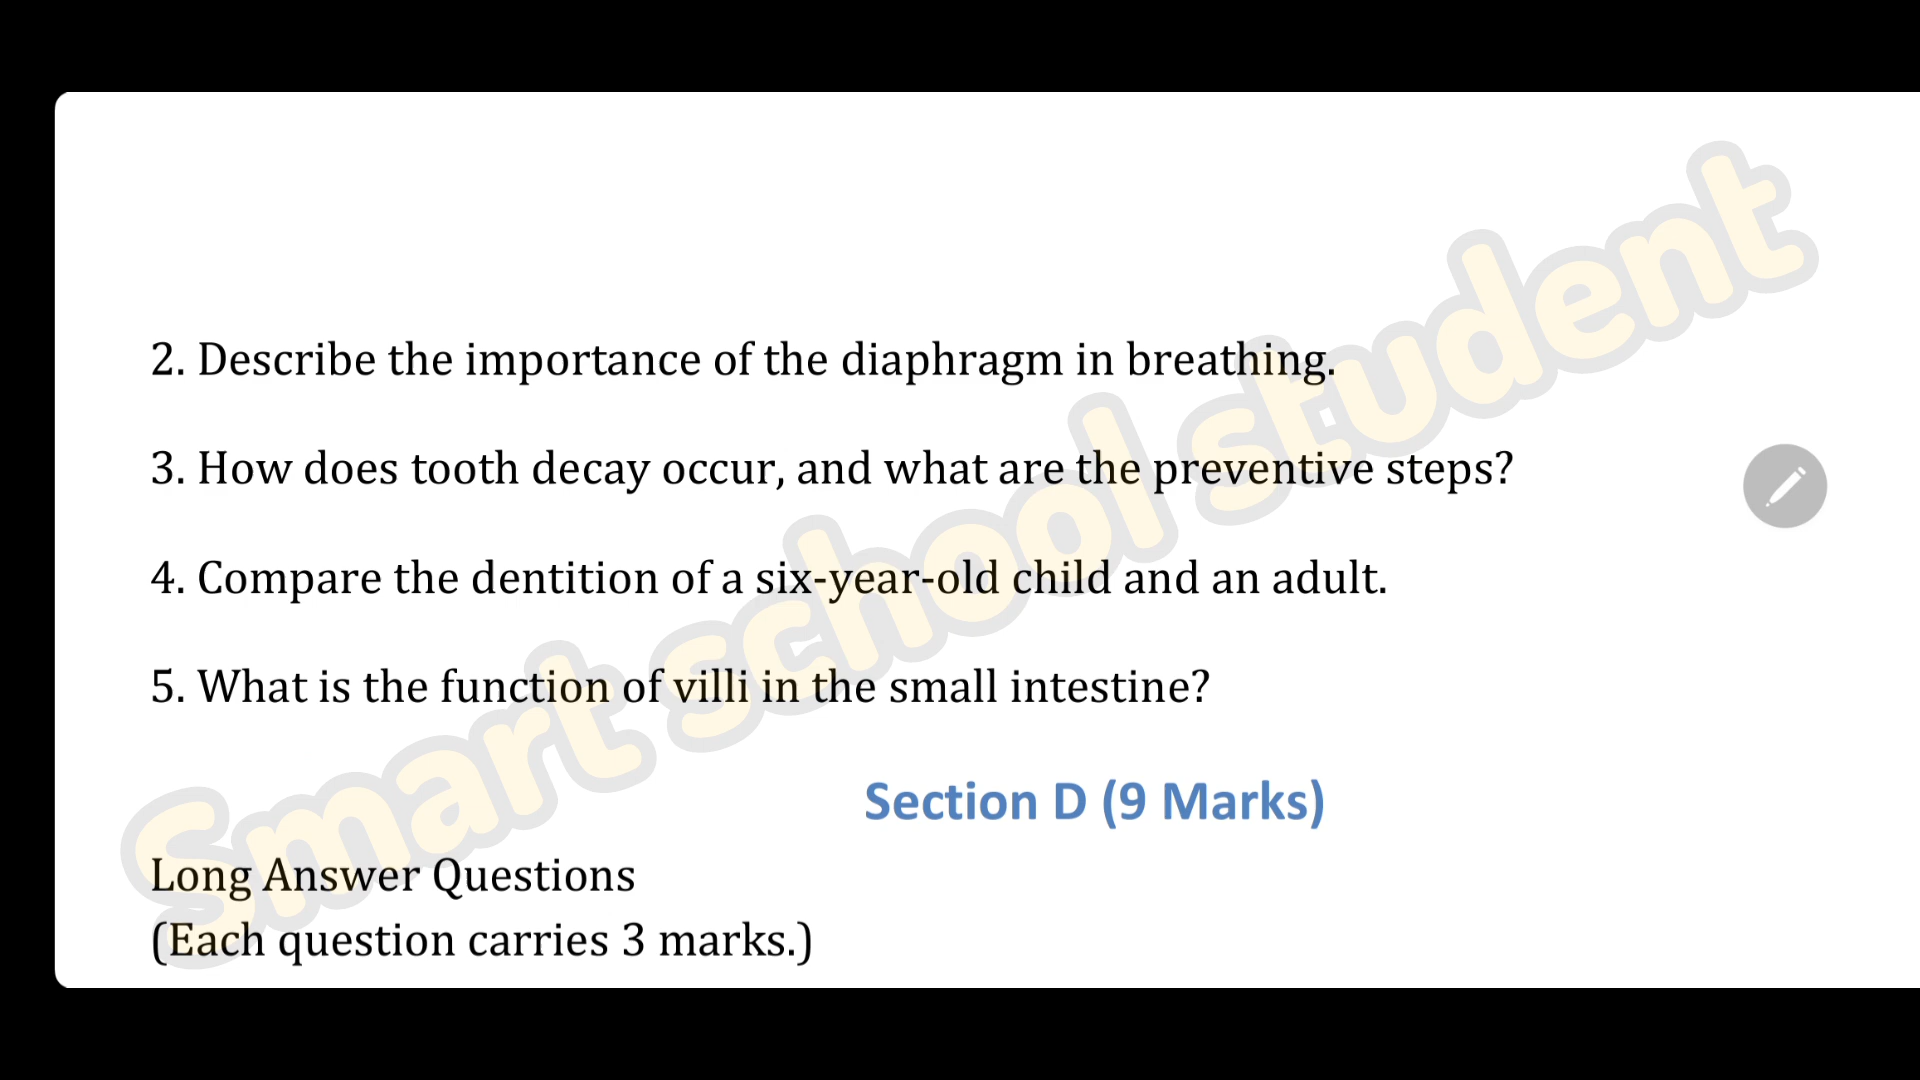 2. Describe the importance of the diaphragm in breathing.
3. How does tooth decay occur, and what are the preventive steps?
4. Compare the dentition of a six-year-old child and an adult.
5. What is the function of villi in the small intestine?
Smart school student
Section D (9 Marks)
Long Answer Questions
(Each question carries 3 marks.)